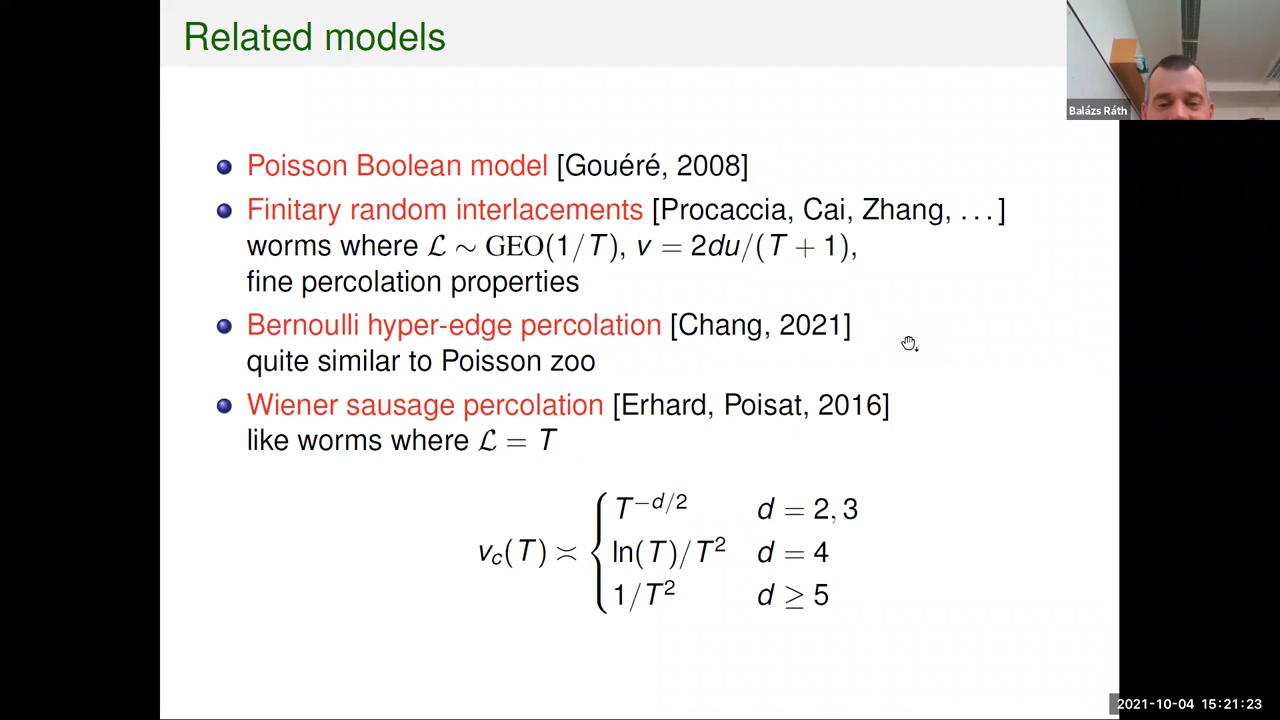 Related models
Balázs Ráth
Poisson Boolean model [Gouéré, 2008]
Finitary random interlacements [Procaccia, Cai, Zhang, ...]
worms where ℒ ∼ GEO(1/T), v = 2du/(T + 1),
fine percolation properties
Bernoulli hyper-edge percolation [Chang, 2021]
quite similar to Poisson zoo
Wiener sausage percolation [Erhard, Poisat, 2016]
like worms where ℒ = T
T^{−d/2} d = 2, 3
v_c(T) ≍ { ln(T)/T² d = 4
1/T² d ≥ 5
2021-10-04 15:21:23